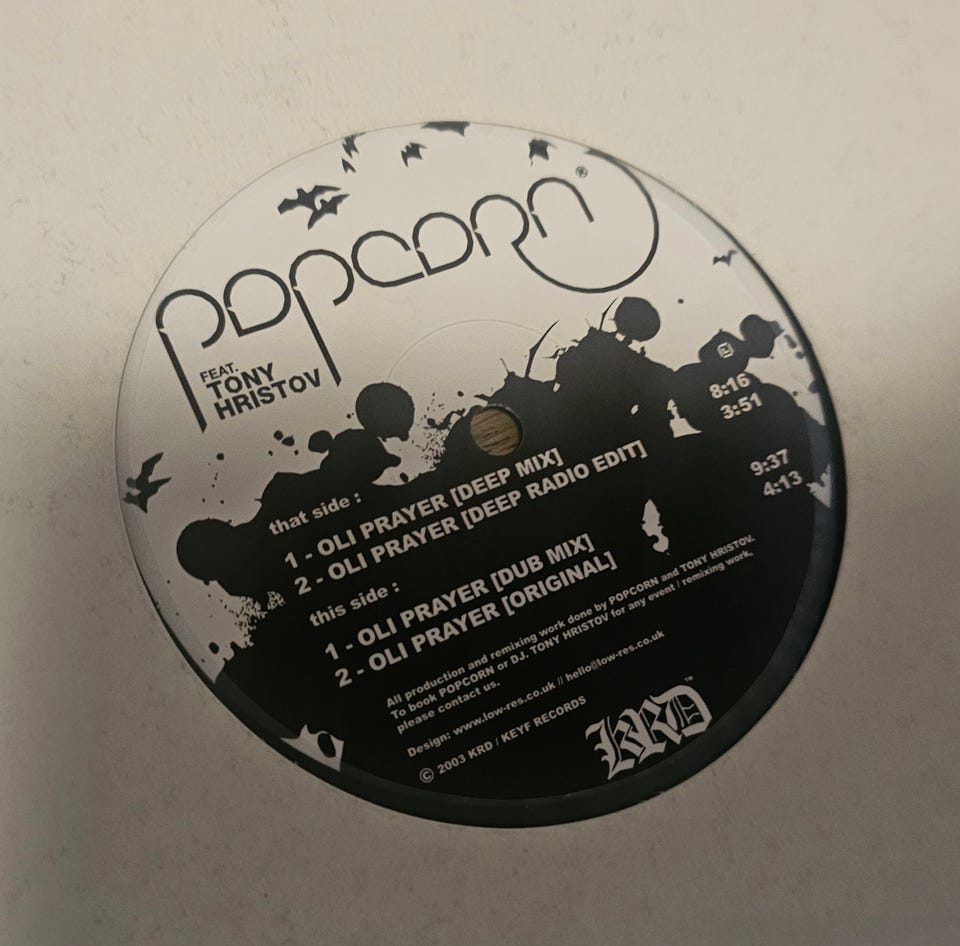 POPCORN®
FEAT.
TONY
HRISTOV
that side :
1 - OLI PRAYER [DEEP MIX] 8:16
2 - OLI PRAYER [DEEP RADIO EDIT] 3:51
this side :
1 - OLI PRAYER [DUB MIX] 9:37
2 - OLI PRAYER [ORIGINAL] 4:13
All production and remixing work done by POPCORN and TONY HRISTOV.
To book POPCORN or DJ. TONY HRISTOV for any event / remixing work,
please contact us.
Design: www.low-res.co.uk // hello@low-res.co.uk
© 2003 KRD / KEYF RECORDS
KRD™